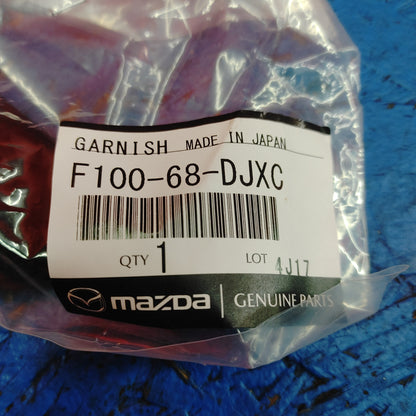 GARNISH MADE IN JAPAN
F100-68-DJXC
QTY 1 LOT 4J17
mazda GENUINE PARTS